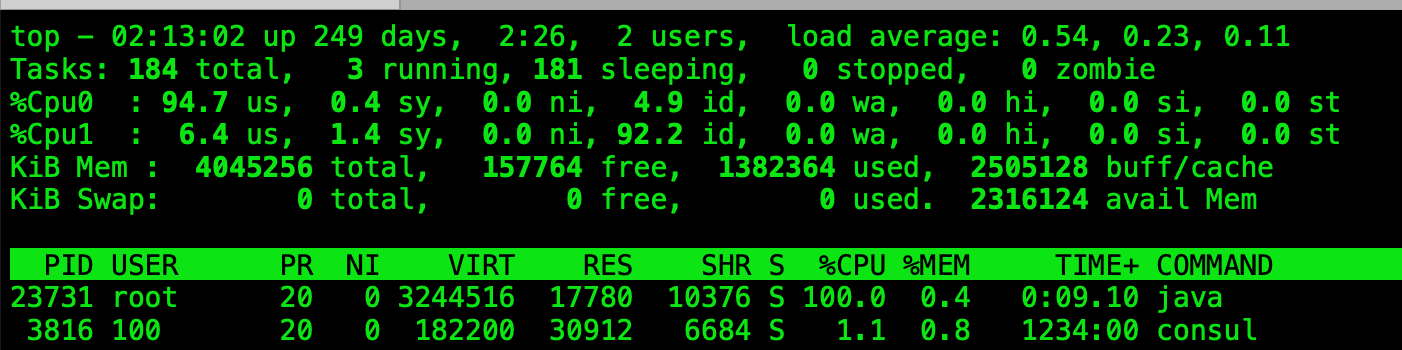 top – 02:13:02 up 249 days,  2:26,  2 users,  load average: 0.54, 0.23, 0.11
Tasks: 184 total,   3 running, 181 sleeping,   0 stopped,   0 zombie
%Cpu0  : 94.7 us,  0.4 sy,  0.0 ni,  4.9 id,  0.0 wa,  0.0 hi,  0.0 si,  0.0 st
%Cpu1  :  6.4 us,  1.4 sy,  0.0 ni, 92.2 id,  0.0 wa,  0.0 hi,  0.0 si,  0.0 st
KiB Mem :  4045256 total,   157764 free,  1382364 used,  2505128 buff/cache
KiB Swap:        0 total,        0 free,        0 used.  2316124 avail Mem
  PID USER      PR  NI    VIRT    RES    SHR S  %CPU %MEM     TIME+ COMMAND
23731 root      20   0 3244516  17780  10376 S 100.0  0.4   0:09.10 java
 3816 100       20   0  182200  30912   6684 S   1.1  0.8   1234:00 consul